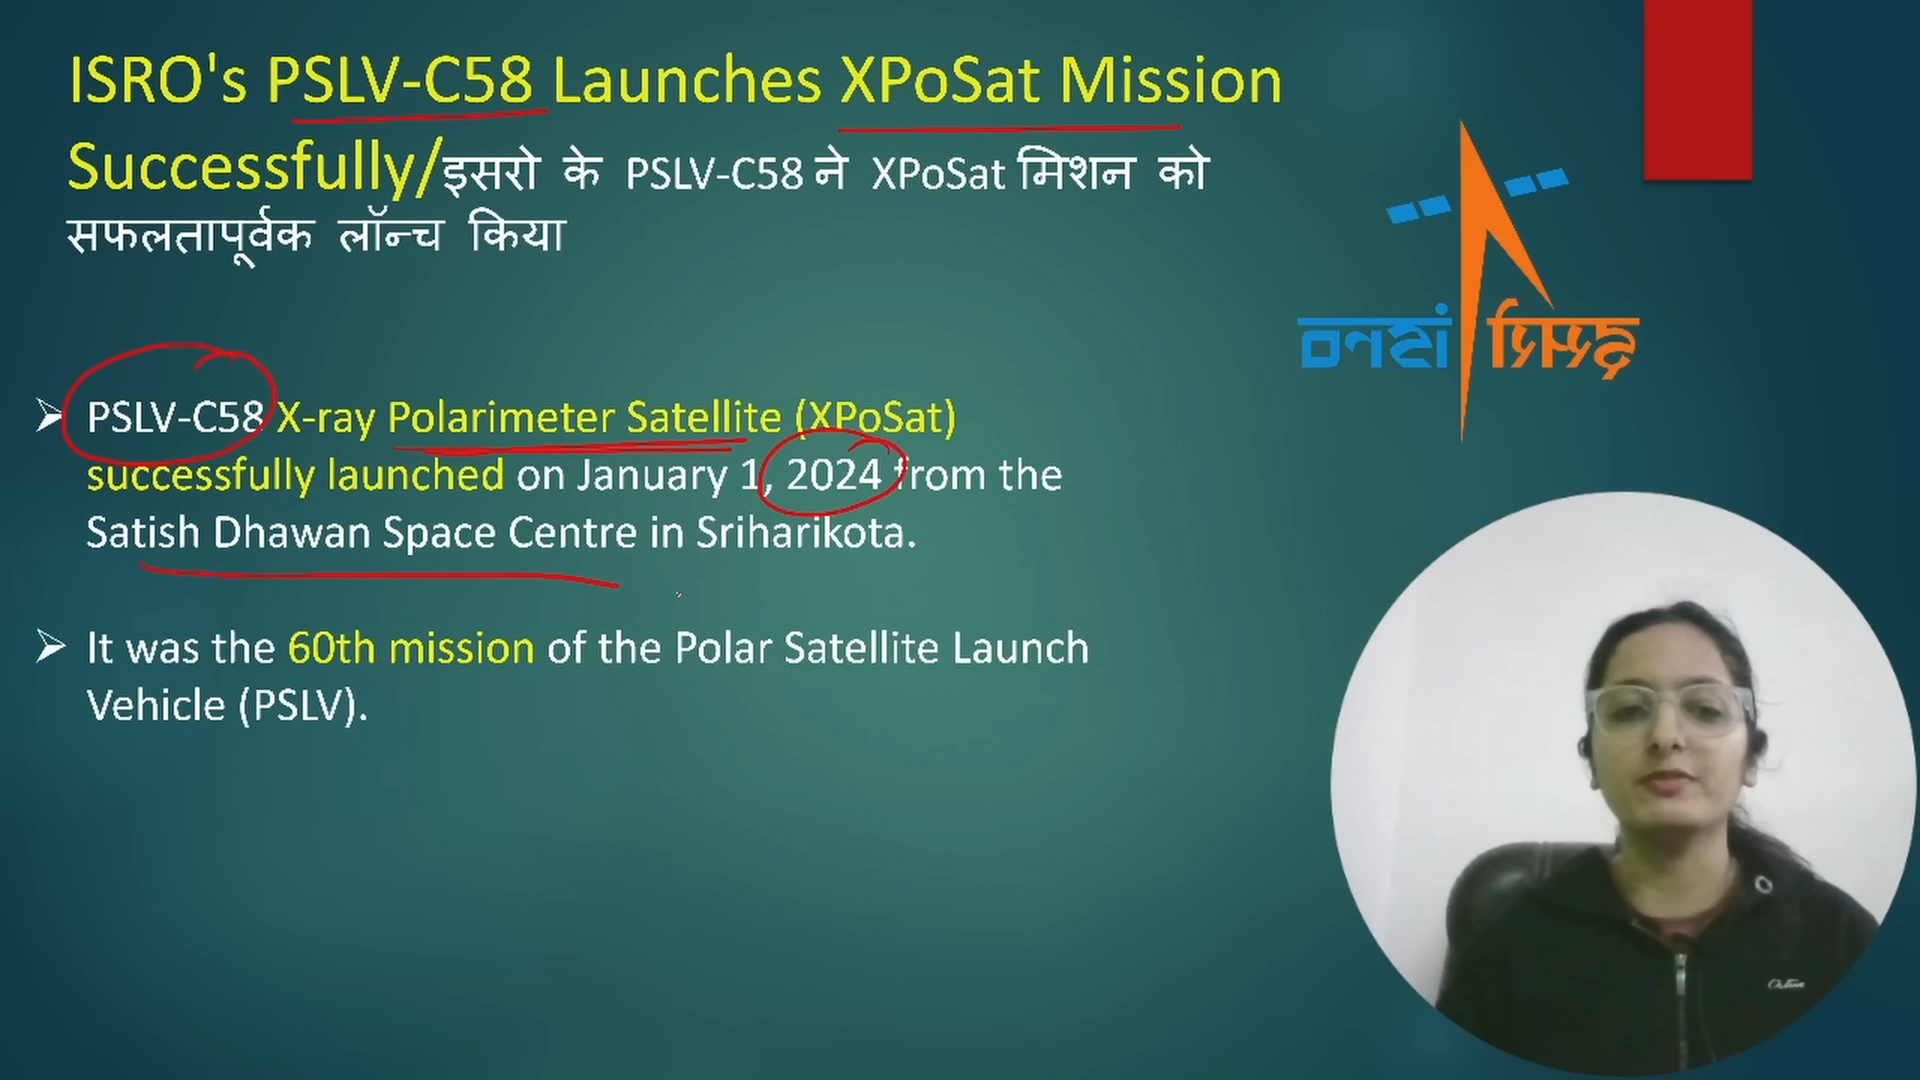 ISRO's PSLV-C58 Launches XPoSat Mission
Successfully/इसरो के PSLV-C58 ने XPoSat मिशन को
सफलतापूर्वक लॉन्च किया
isro इसरो
➢ PSLV-C58 X-ray Polarimeter Satellite (XPoSat)
successfully launched on January 1, 2024 from the
Satish Dhawan Space Centre in Sriharikota.
➢ It was the 60th mission of the Polar Satellite Launch
Vehicle (PSLV).